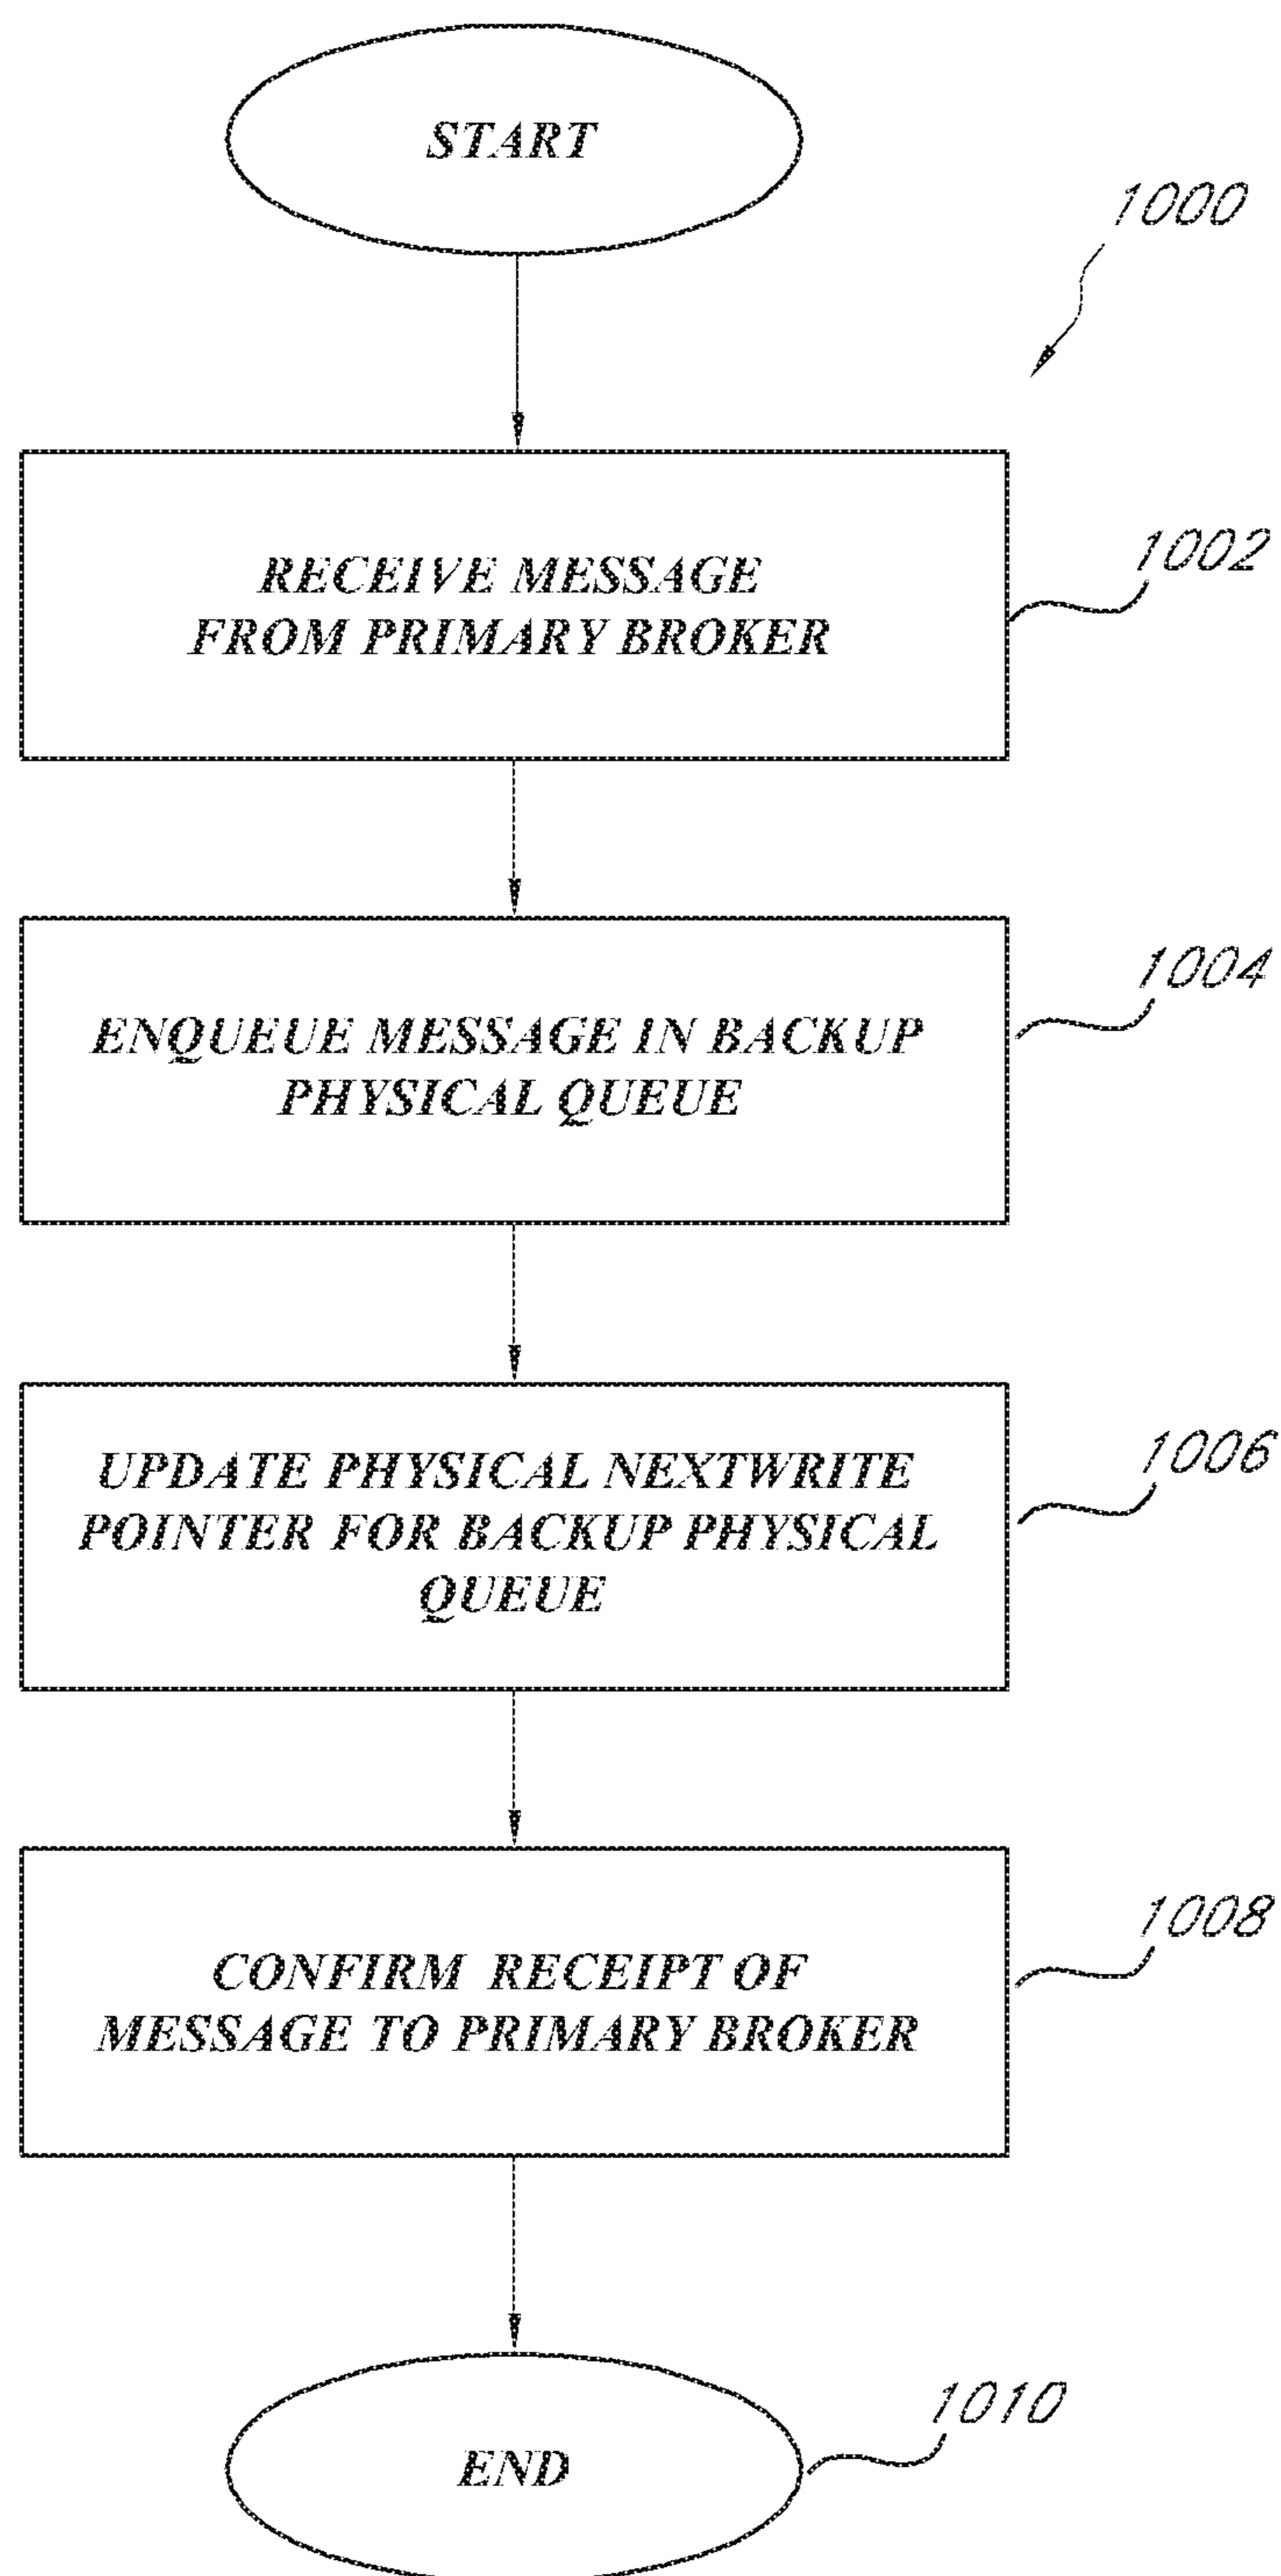 START
1000
RECEIVE MESSAGE
FROM PRIMARY BROKER
1002
ENQUEUE MESSAGE IN BACKUP
PHYSICAL QUEUE
1004
UPDATE PHYSICAL NEXTWRITE
POINTER FOR BACKUP PHYSICAL
QUEUE
1006
CONFIRM RECEIPT OF
MESSAGE TO PRIMARY BROKER
1008
END
1010